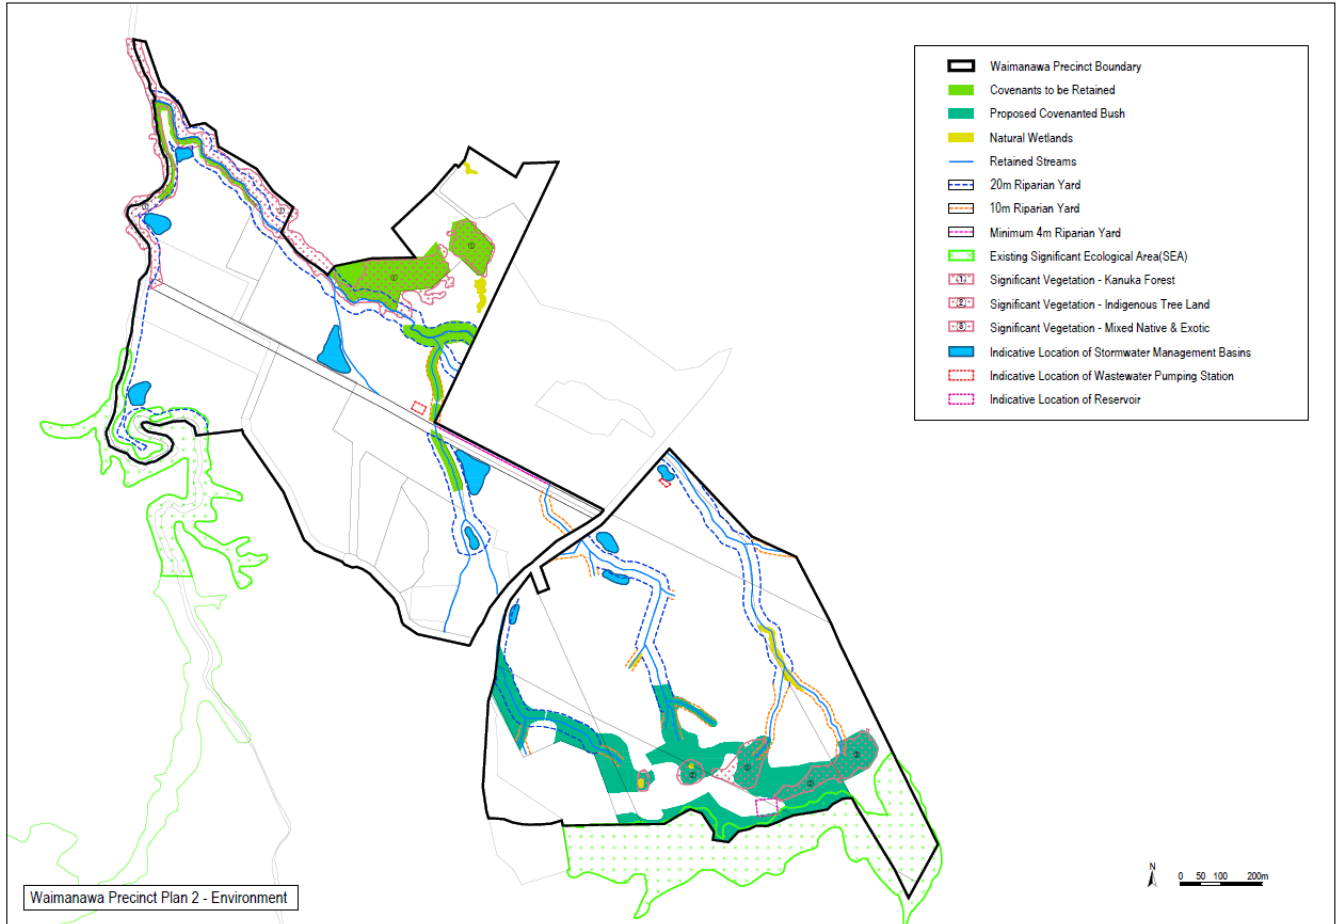 Waimanawa Precinct Boundary
Covenants to be Retained
Proposed Covenanted Bush
Natural Wetlands
Retained Streams
20m Riparian Yard
10m Riparian Yard
Minimum 4m Riparian Yard
Existing Significant Ecological Area(SEA)
1 Significant Vegetation - Kanuka Forest
2 Significant Vegetation - Indigenous Tree Land
3 Significant Vegetation - Mixed Native & Exotic
Indicative Location of Stormwater Management Basins
Indicative Location of Wastewater Pumping Station
Indicative Location of Reservoir
N
0 50 100 200m
Waimanawa Precinct Plan 2 - Environment